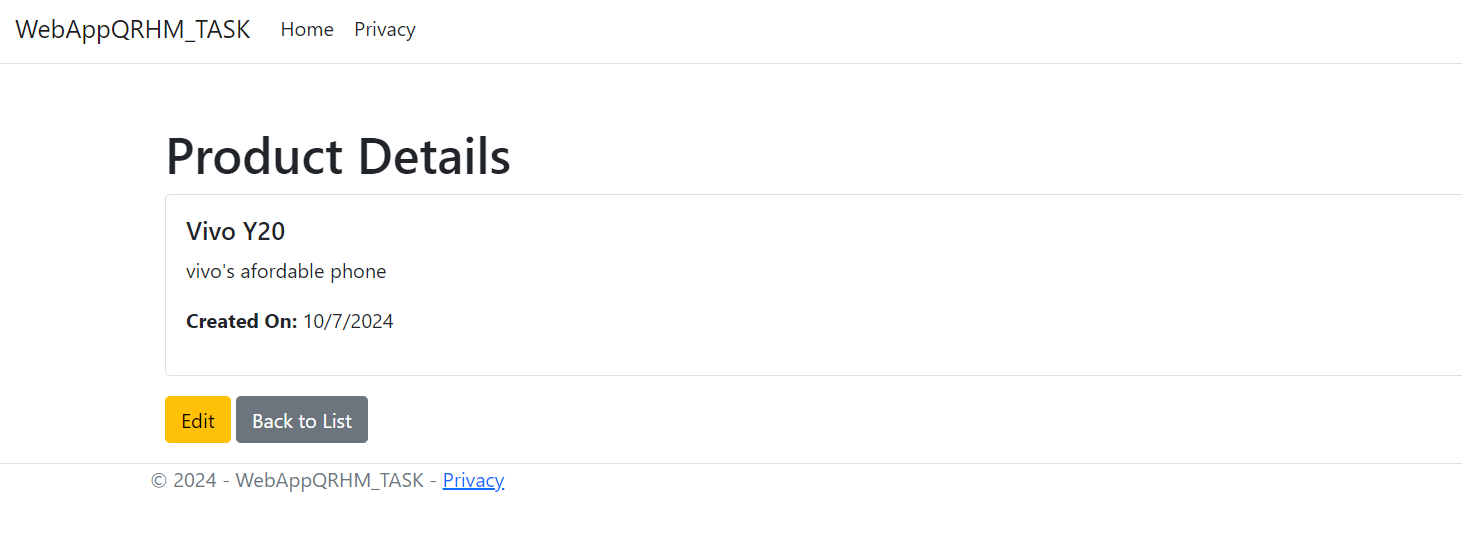 WebAppQRHM_TASK Home Privacy
Product Details
Vivo Y20
vivo's afordable phone
Created On: 10/7/2024
Edit Back to List
© 2024 - WebAppQRHM_TASK - Privacy